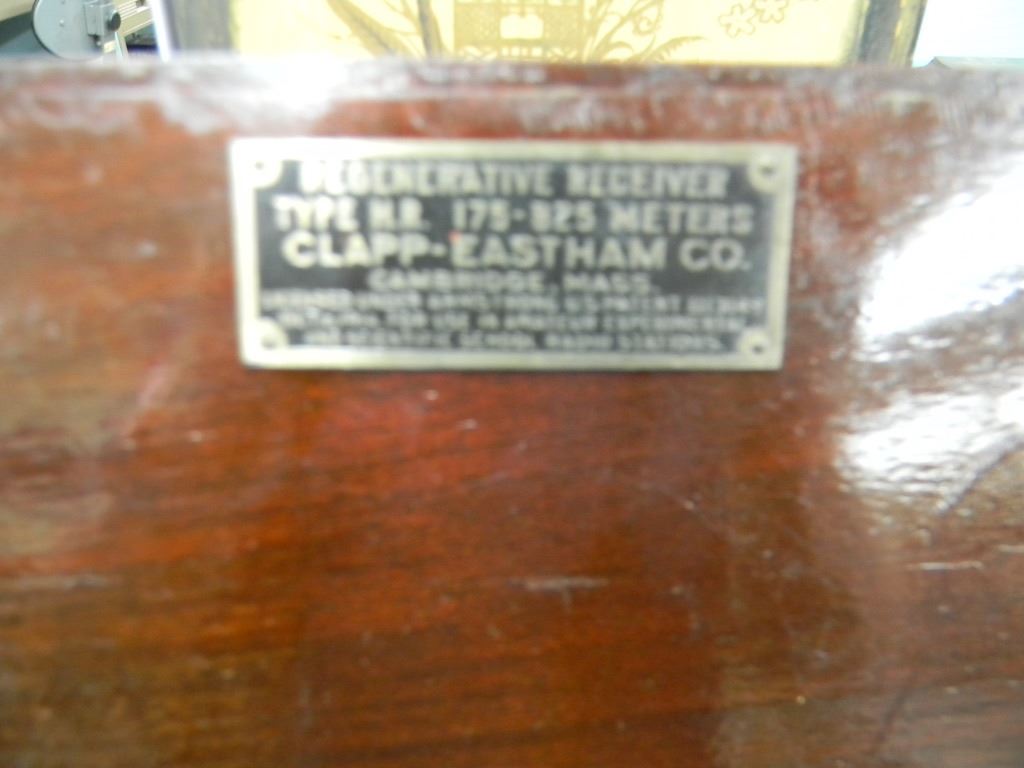 REGENERATIVE RECEIVER
TYPE H.R. 175-825 METERS
CLAPP-EASTHAM CO.
CAMBRIDGE, MASS.
LICENSED UNDER ARMSTRONG U.S. PATENT
FOR USE IN AMATEUR EXPERIMENTAL
AND SCIENTIFIC SCHOOL RADIO STATIONS.